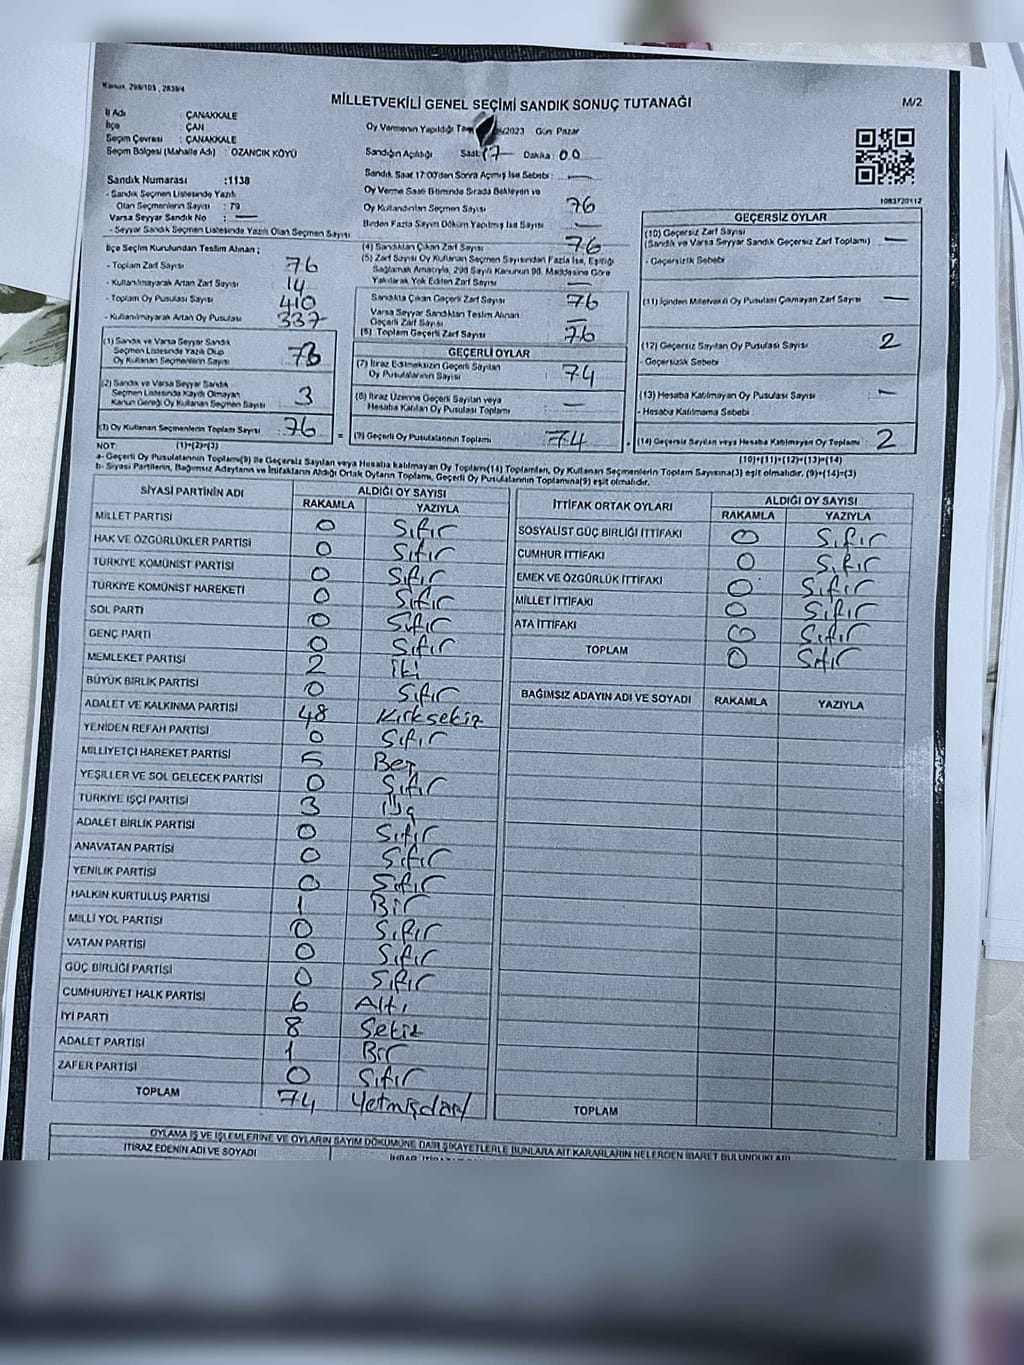 Kanun, 298/105, 2839/4
MİLLETVEKİLİ GENEL SEÇİMİ SANDIK SONUÇ TUTANAĞI
M/2
İl Adı : ÇANAKKALE
İlçe : ÇAN
Seçim Çevresi : ÇANAKKALE
Seçim Bölgesi (Mahalle Adı) : OZANCIK KÖYÜ
Sandık Numarası :1138
- Sandık Seçmen Listesinde Yazılı
Olan Seçmenlerin Sayısı : 79
Varsa Seyyar Sandık No : —
- Seyyar Sandık Seçmen Listesinde Yazılı Olan Seçmen Sayısı
İlçe Seçim Kurulundan Teslim Alınan ;
- Toplam Zarf Sayısı 76
- Kullanılmayarak Artan Zarf Sayısı 14
- Toplam Oy Pusulası Sayısı 410
- Kullanılmayarak Artan Oy Pusulası 337
(1) Sandık ve Varsa Seyyar Sandık
Seçmen Listesinde Yazılı Olup
Oy Kullanan Seçmenlerin Sayısı
(2) Sandık ve Varsa Seyyar Sandık
Seçmen Listesinde Kayıtlı Olmayan
Kanun Gereği Oy Kullanan Seçmen Sayısı 3
(3) Oy Kullanan Seçmenlerin Toplam Sayısı 76
(1)+(2)=(3)
Oy Vermenin Yapıldığı /2023 Gün Pazar
Sandığın Açıldığı Saat: 17 Dakika : 00
Sandık Saat 17:00'dan Sonra Açılmış İse Sebebi : —
Oy Verme Saati Bitiminde Sırada Bekleyen ve
Oy Kullandırılan Seçmen Sayısı 76
Birden Fazla Sayım Döküm Yapılmış İse Sayısı —
(4) Sandıktan Çıkan Zarf Sayısı 76
(5) Zarf Sayısı Oy Kullanan Seçmen Sayısından Fazla İse, Eşitliği
Sağlamak Amacıyla, 298 Sayılı Kanunun 98. Maddesine Göre
Yakılarak Yok Edilen Zarf Sayısı —
Sandıkta Çıkan Geçerli Zarf Sayısı 76
Varsa Seyyar Sandıktan Teslim Alınan
Geçerli Zarf Sayısı —
(6) Toplam Geçerli Zarf Sayısı 76
GEÇERLİ OYLAR
(7) İtiraz Edilmeksizin Geçerli Sayılan
Oy Pusulalarının Sayısı 74
(8) İtiraz Üzerine Geçerli Sayılan veya
Hesaba Katılan Oy Pusulası Toplamı —
= (9) Geçerli Oy Pusulalarının Toplamı 74
1083720112
GEÇERSİZ OYLAR
(10) Geçersiz Zarf Sayısı
(Sandık ve Varsa Seyyar Sandık Geçersiz Zarf Toplamı) —
- Geçersizlik Sebebi
(11) İçinden Milletvekili Oy Pusulası Çıkmayan Zarf Sayısı —
(12) Geçersiz Sayılan Oy Pusulası Sayısı 2
- Geçersizlik Sebebi
(13) Hesaba Katılmayan Oy Pusulası Sayısı —
- Hesaba Katılmama Sebebi
(14) Geçersiz Sayılan veya Hesaba Katılmayan Oy Toplamı 2
(10)+(11)+(12)+(13)=(14)
NOT:
a- Geçerli Oy Pusulalarının Toplamı(9) ile Geçersiz Sayılan veya Hesaba katılmayan Oy Toplamı(14) Toplamları, Oy Kullanan Seçmenlerin Toplam Sayısına(3) eşit olmalıdır. (9)+(14)=(3)
b- Siyasi Partilerin, Bağımsız Adayların ve İttifakların Aldığı Ortak Oyların Toplamı, Geçerli Oy Pusulalarının Toplamına(9) eşit olmalıdır.
SİYASİ PARTİNİN ADI ALDIĞI OY SAYISI
RAKAMLA YAZIYLA
MİLLET PARTİSİ 0 Sıfır
HAK VE ÖZGÜRLÜKLER PARTİSİ 0 Sıfır
TÜRKİYE KOMÜNİST PARTİSİ 0 Sıfır
TÜRKİYE KOMÜNİST HAREKETİ 0 Sıfır
SOL PARTİ 0 Sıfır
GENÇ PARTİ 0 Sıfır
MEMLEKET PARTİSİ 2 İki
BÜYÜK BİRLİK PARTİSİ 0 Sıfır
ADALET VE KALKINMA PARTİSİ 48 Kırksekiz
YENİDEN REFAH PARTİSİ 0 Sıfır
MİLLİYETÇİ HAREKET PARTİSİ 5 Beş
YEŞİLLER VE SOL GELECEK PARTİSİ 0 Sıfır
TÜRKİYE İŞÇİ PARTİSİ 3 Üç
ADALET BİRLİK PARTİSİ 0 Sıfır
ANAVATAN PARTİSİ 0 Sıfır
YENİLİK PARTİSİ 0 Sıfır
HALKIN KURTULUŞ PARTİSİ 1 Bir
MİLLİ YOL PARTİSİ 0 Sıfır
VATAN PARTİSİ 0 Sıfır
GÜÇ BİRLİĞİ PARTİSİ 0 Sıfır
CUMHURİYET HALK PARTİSİ 6 Altı
İYİ PARTİ 8 Sekiz
ADALET PARTİSİ 1 Bir
ZAFER PARTİSİ 0 Sıfır
TOPLAM 74 Yetmişdört
İTTİFAK ORTAK OYLARI ALDIĞI OY SAYISI
RAKAMLA YAZIYLA
SOSYALİST GÜÇ BİRLİĞİ İTTİFAKI 0 Sıfır
CUMHUR İTTİFAKI 0 Sıfır
EMEK VE ÖZGÜRLÜK İTTİFAKI 0 Sıfır
MİLLET İTTİFAKI 0 Sıfır
ATA İTTİFAKI 0 Sıfır
TOPLAM 0 Sıfır
BAĞIMSIZ ADAYIN ADI VE SOYADI RAKAMLA YAZIYLA
TOPLAM
OYLAMA İŞ VE İŞLEMLERİNE VE OYLARIN SAYIM DÖKÜMÜNE DAİR ŞİKAYETLERLE BUNLARA AİT KARARLARIN NELERDEN İBARET BULUNDUKLARI
İTİRAZ EDENİN ADI VE SOYADI